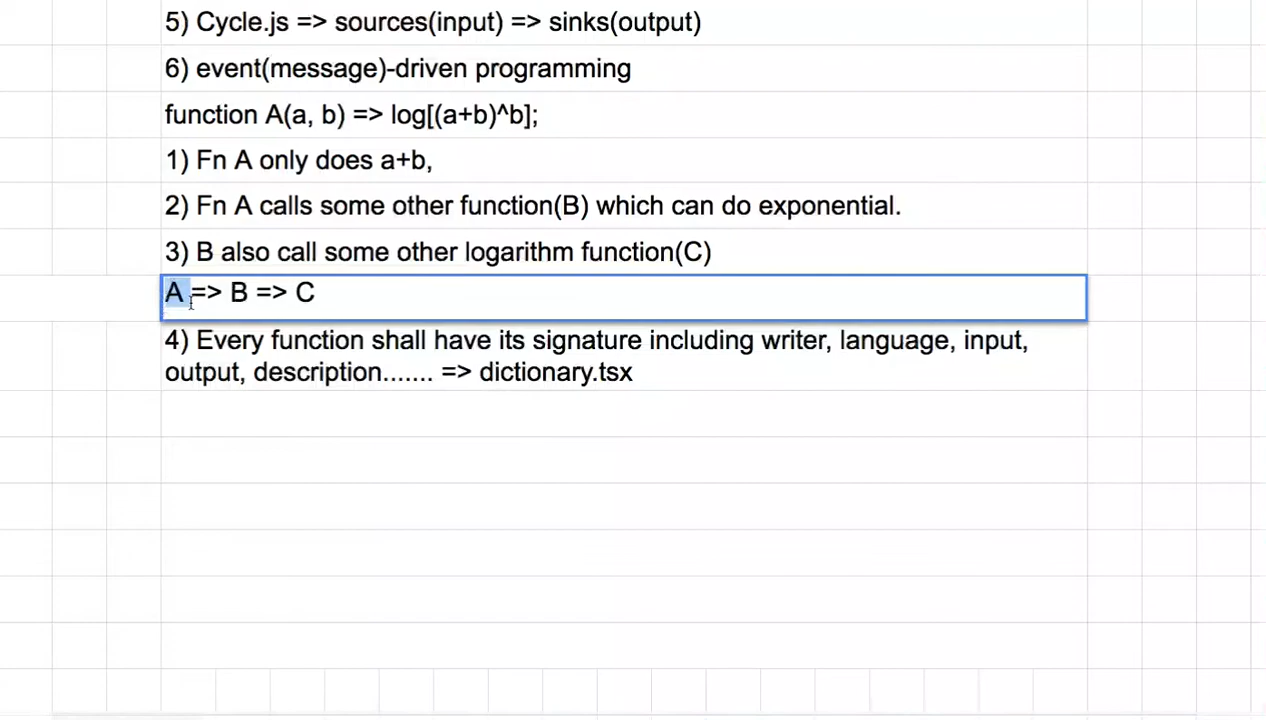 5) Cycle.js => sources(input) => sinks(output)
6) event(message)-driven programming
function A(a, b) => log[(a+b)^b];
1) Fn A only does a+b,
2) Fn A calls some other function(B) which can do exponential.
3) B also call some other logarithm function(C)
A => B => C
4) Every function shall have its signature including writer, language, input,
output, description....... => dictionary.tsx